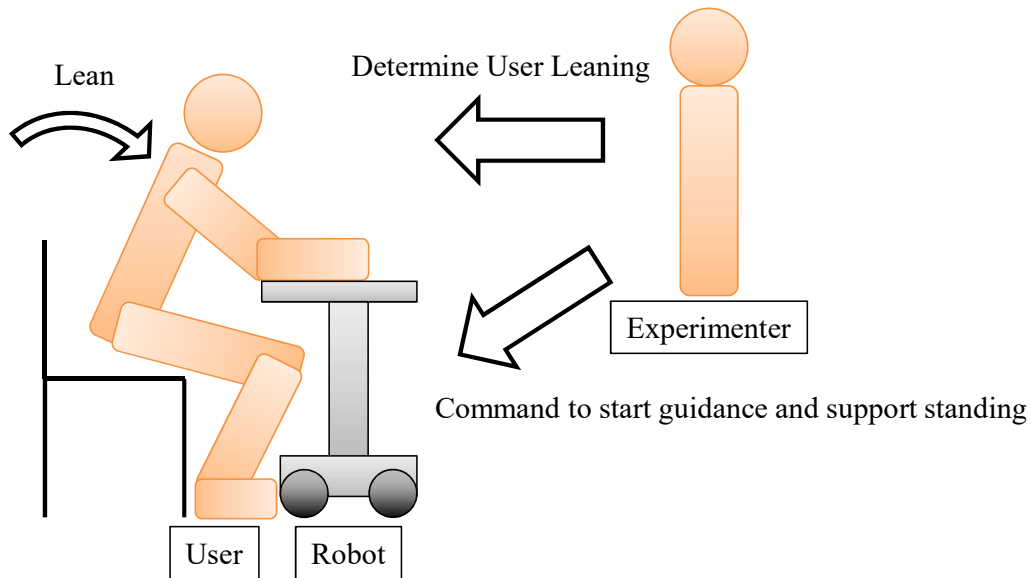 Lean
Determine User Leaning
Experimenter
Command to start guidance and support standing
User
Robot